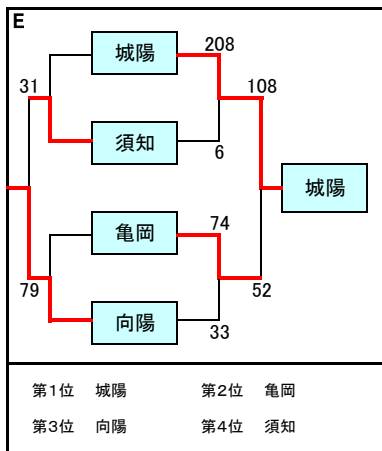 E
城陽
208
31
108
須知
6
城陽
亀岡
74
79
52
向陽
33
第1位 城陽 第2位 亀岡
第3位 向陽 第4位 須知